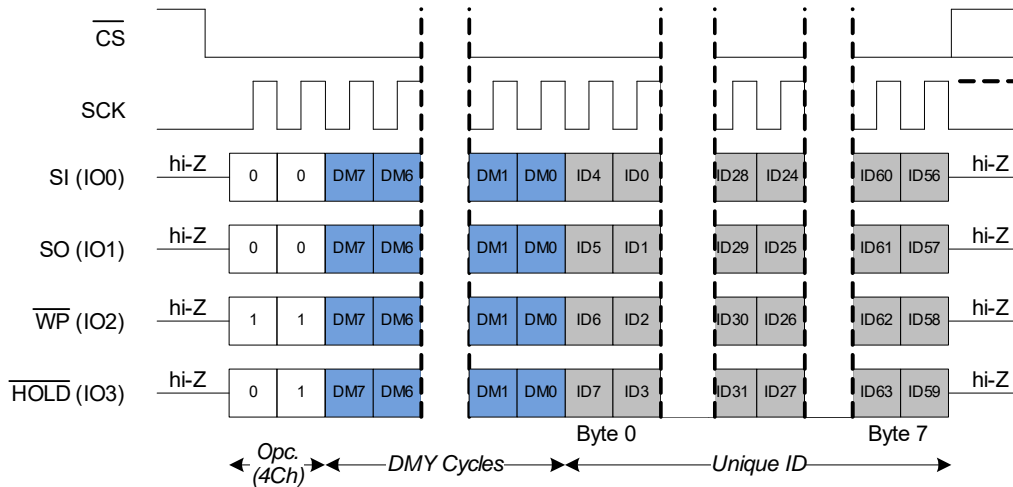 CS
SCK
SI (IO0) hi-Z 0 0 DM7 DM6 DM1 DM0 ID4 ID0 ID28 ID24 ID60 ID56 hi-Z
SO (IO1) hi-Z 0 0 DM7 DM6 DM1 DM0 ID5 ID1 ID29 ID25 ID61 ID57 hi-Z
WP (IO2) hi-Z 1 1 DM7 DM6 DM1 DM0 ID6 ID2 ID30 ID26 ID62 ID58 hi-Z
HOLD (IO3) hi-Z 0 1 DM7 DM6 DM1 DM0 ID7 ID3 ID31 ID27 ID63 ID59 hi-Z
Byte 0 Byte 7
Opc.
(4Ch)
DMY Cycles
Unique ID